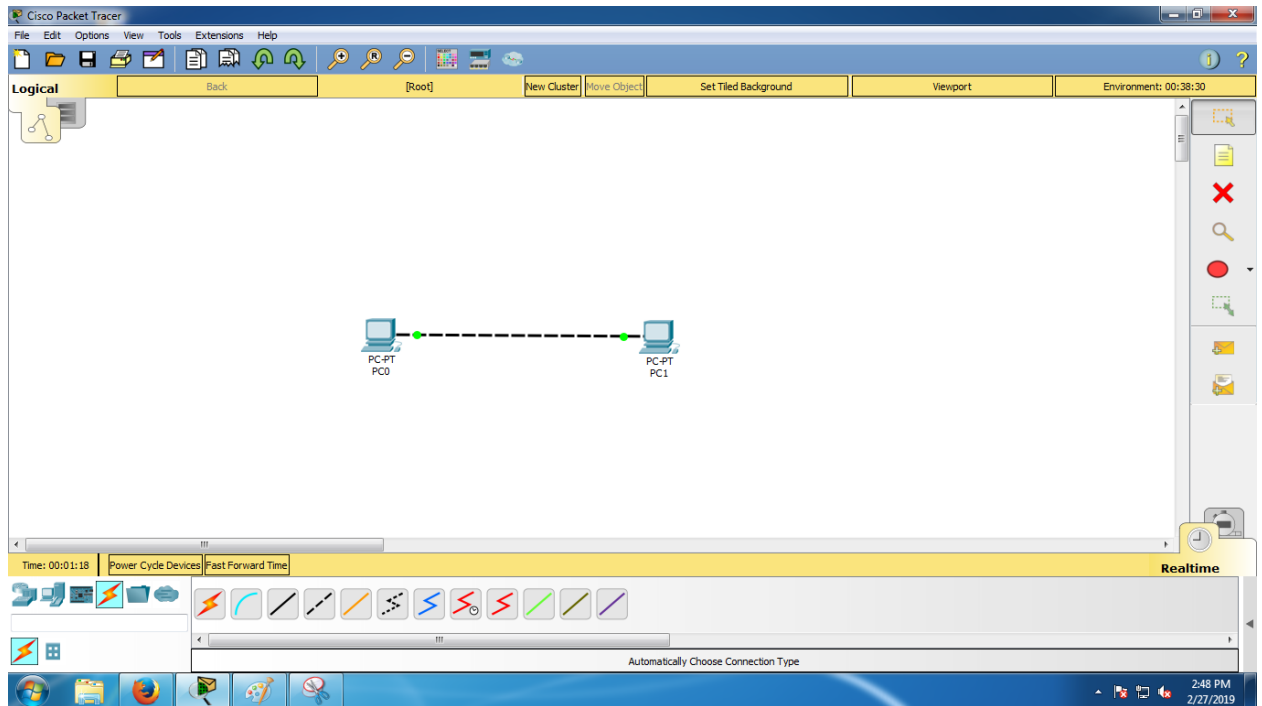 Cisco Packet Tracer
File Edit Options View Tools Extensions Help
Logical Back [Root] New Cluster Move Object Set Tiled Background Viewport Environment: 00:38:30
PC-PT
PC0
PC-PT
PC1
Time: 00:01:18 Power Cycle Devices Fast Forward Time Realtime
Automatically Choose Connection Type
2:48 PM
2/27/2019